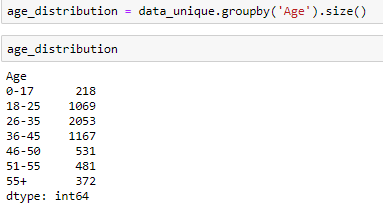 age_distribution = data_unique.groupby('Age').size()
age_distribution
Age
0-17 218
18-25 1069
26-35 2053
36-45 1167
46-50 531
51-55 481
55+ 372
dtype: int64